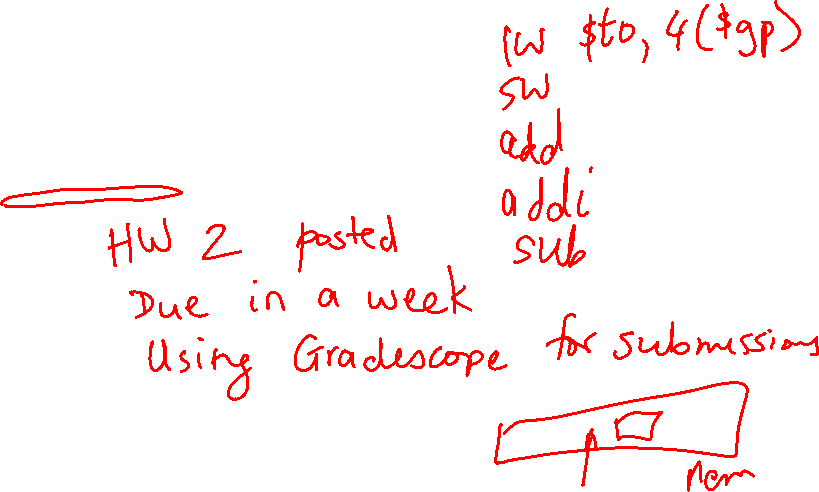 lw $t0, 4($gp)
sw
add
addi
sub
HW 2 posted
Due in a week
Using Gradescope for submissions
Mem